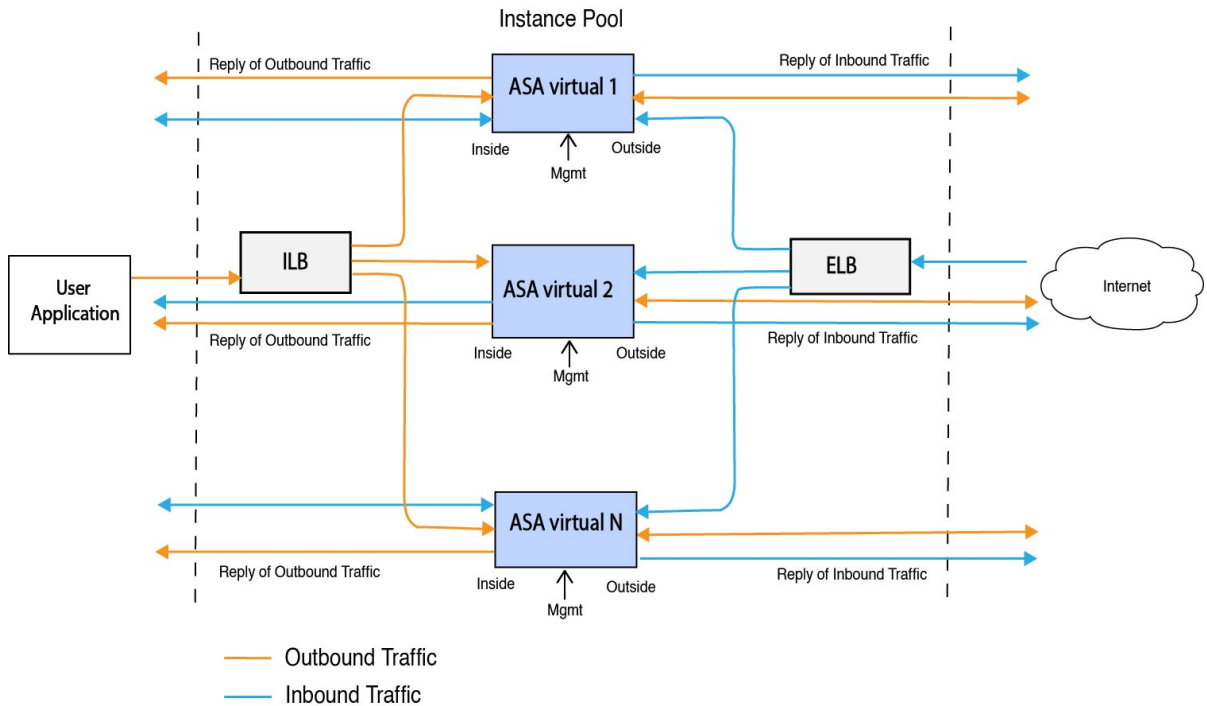 Instance Pool
Reply of Outbound Traffic
ASA virtual 1
Reply of Inbound Traffic
Inside
Outside
Mgmt
User
Application
ILB
ASA virtual 2
ELB
Internet
Reply of Outbound Traffic
Inside
Outside
Reply of Inbound Traffic
Mgmt
ASA virtual N
Reply of Outbound Traffic
Inside
Outside
Reply of Inbound Traffic
Mgmt
Outbound Traffic
Inbound Traffic